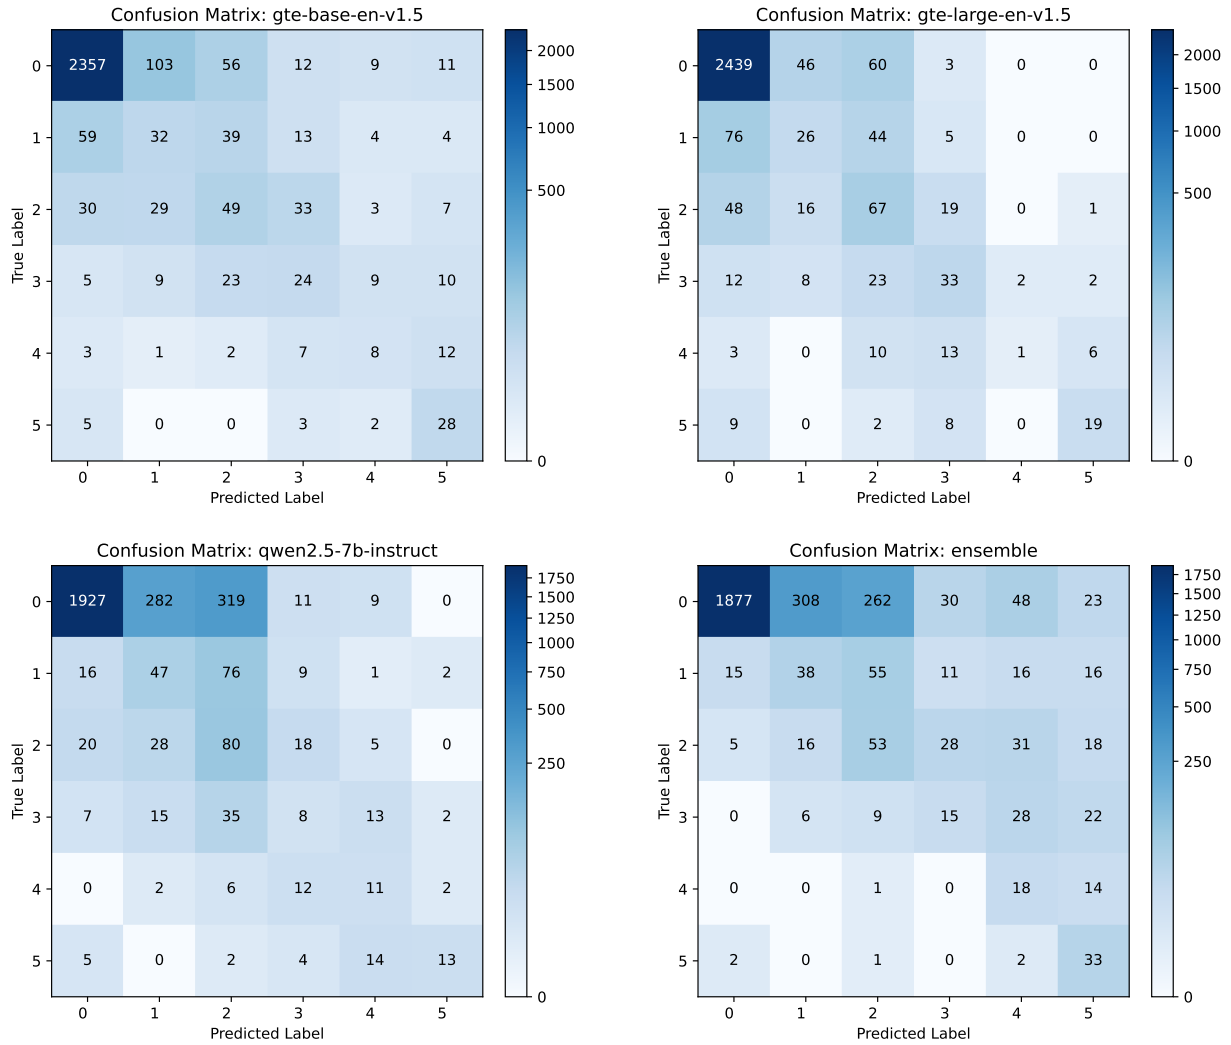 Confusion Matrix: gte-base-en-v1.5
True Label
0 2357 103 56 12 9 11
1 59 32 39 13 4 4
2 30 29 49 33 3 7
3 5 9 23 24 9 10
4 3 1 2 7 8 12
5 5 0 0 3 2 28
0 1 2 3 4 5
Predicted Label
2000
1500
1000
500
0
Confusion Matrix: gte-large-en-v1.5
True Label
0 2439 46 60 3 0 0
1 76 26 44 5 0 0
2 48 16 67 19 0 1
3 12 8 23 33 2 2
4 3 0 10 13 1 6
5 9 0 2 8 0 19
0 1 2 3 4 5
Predicted Label
2000
1500
1000
500
0
Confusion Matrix: qwen2.5-7b-instruct
True Label
0 1927 282 319 11 9 0
1 16 47 76 9 1 2
2 20 28 80 18 5 0
3 7 15 35 8 13 2
4 0 2 6 12 11 2
5 5 0 2 4 14 13
0 1 2 3 4 5
Predicted Label
1750
1500
1250
1000
750
500
250
0
Confusion Matrix: ensemble
True Label
0 1877 308 262 30 48 23
1 15 38 55 11 16 16
2 5 16 53 28 31 18
3 0 6 9 15 28 22
4 0 0 1 0 18 14
5 2 0 1 0 2 33
0 1 2 3 4 5
Predicted Label
1750
1500
1250
1000
750
500
250
0